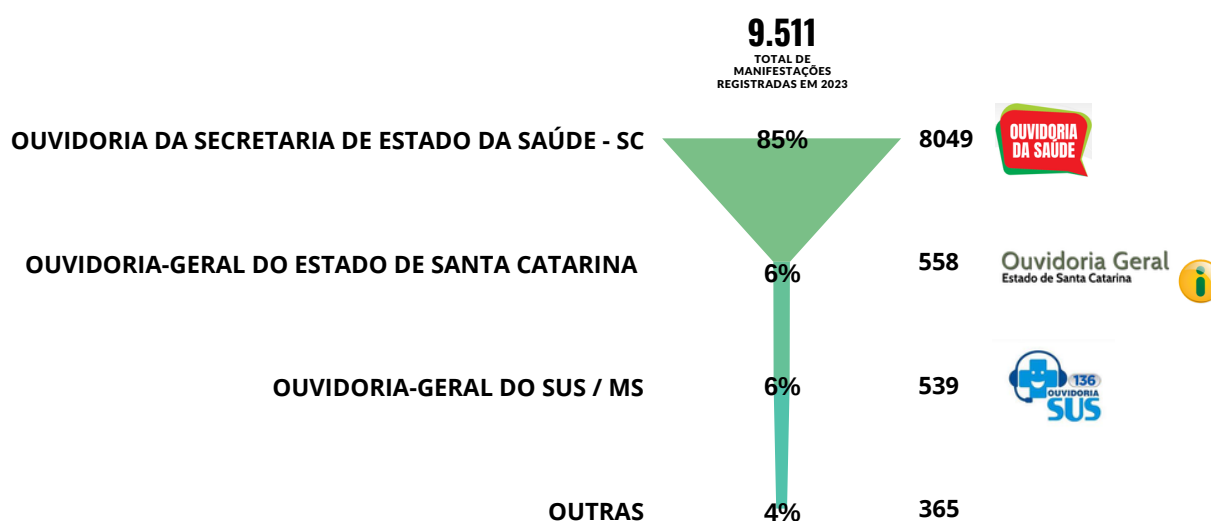 9.511
TOTAL DE
MANIFESTAÇÕES
REGISTRADAS EM 2023
OUVIDORIA DA SECRETARIA DE ESTADO DA SAÚDE - SC 85% 8049
OUVIDORIA
DA SAÚDE
OUVIDORIA-GERAL DO ESTADO DE SANTA CATARINA 6% 558
Ouvidoria Geral
Estado de Santa Catarina
i
OUVIDORIA-GERAL DO SUS / MS 6% 539
136
OUVIDORIA
SUS
OUTRAS 4% 365